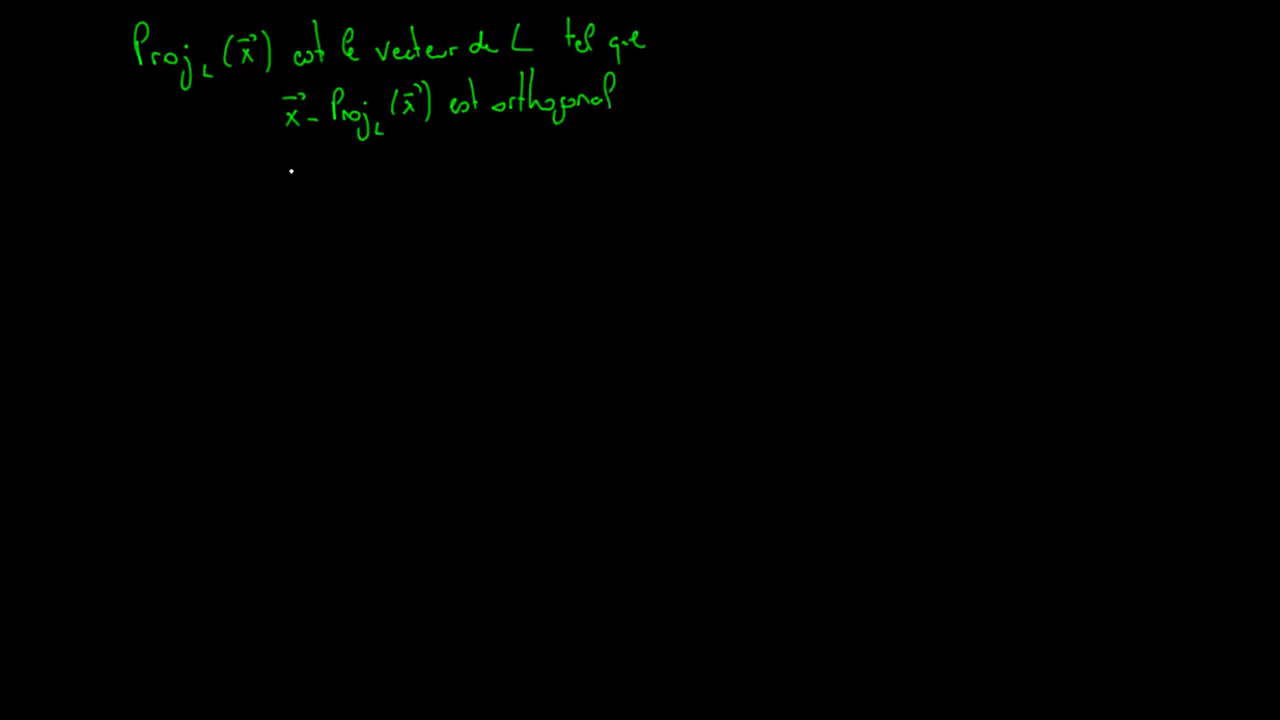 Proj_L (x⃗) est le vecteur de L tel que
x⃗ - Proj_L (x⃗) est orthogonal